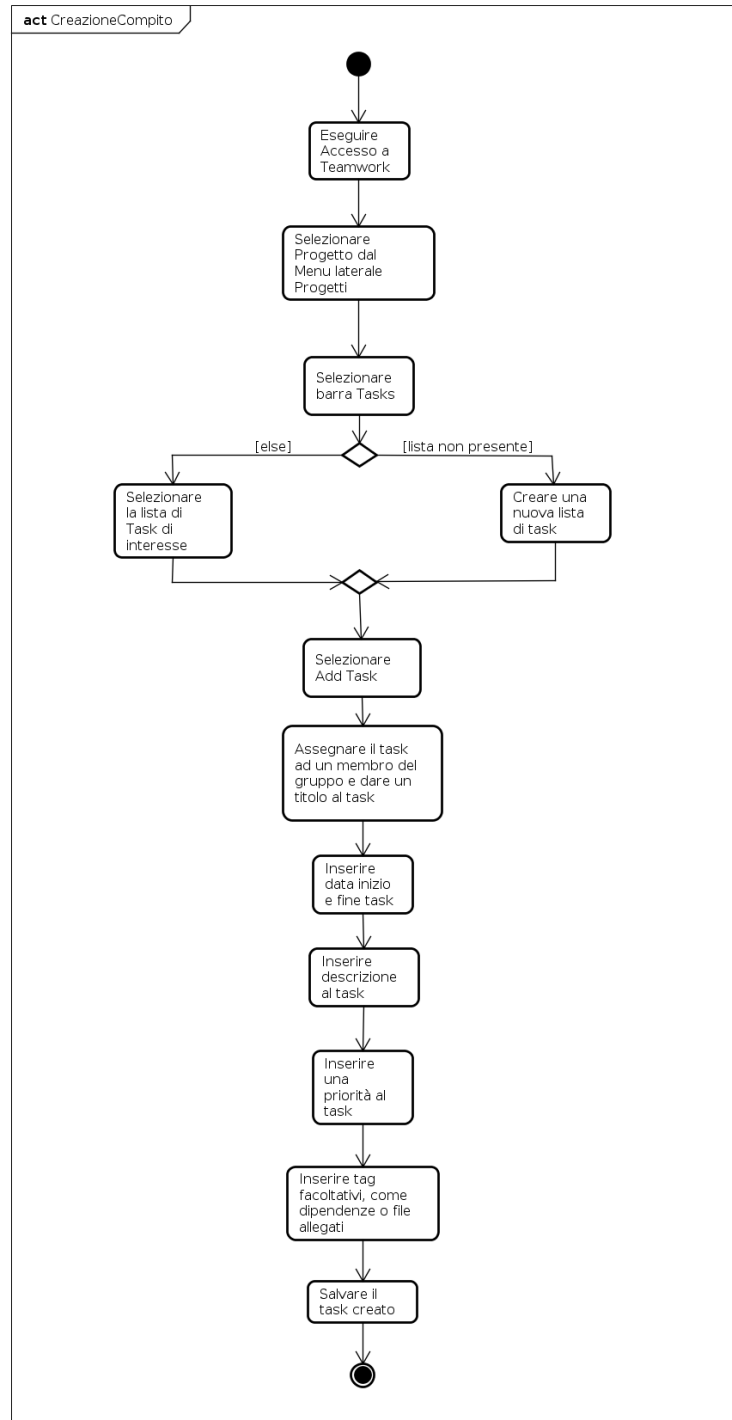 act CreazioneCompito
Eseguire
Accesso a
Teamwork
Selezionare
Progetto dal
Menu laterale
Progetti
Selezionare
barra Tasks
[else]
[lista non presente]
Selezionare
la lista di
Task di
interesse
Creare una
nuova lista
di task
Selezionare
Add Task
Assegnare il task
ad un membro del
gruppo e dare un
titolo al task
Inserire
data inizio
e fine task
Inserire
descrizione
al task
Inserire
una
priorità al
task
Inserire tag
facoltativi, come
dipendenze o file
allegati
Salvare il
task creato